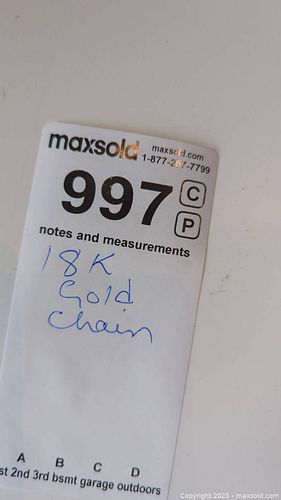 maxsold maxsold.com
1-877-257-7799
997 C
P
notes and measurements
18K
Gold
chain
A B C D
st 2nd 3rd bsmt garage outdoors
Copyright 2025 - maxsold.com